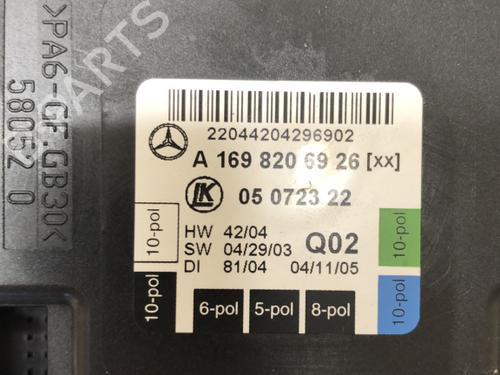 >PA6-GF.GB30<
58052 0
PARTS
22044204296902
A 169 820 69 26 [xx]
LK
05 0723 22
HW 42/04
SW 04/29/03 Q02
DI 81/04 04/11/05
10-pol
10-pol
6-pol
5-pol
8-pol
10-pol
10-pol